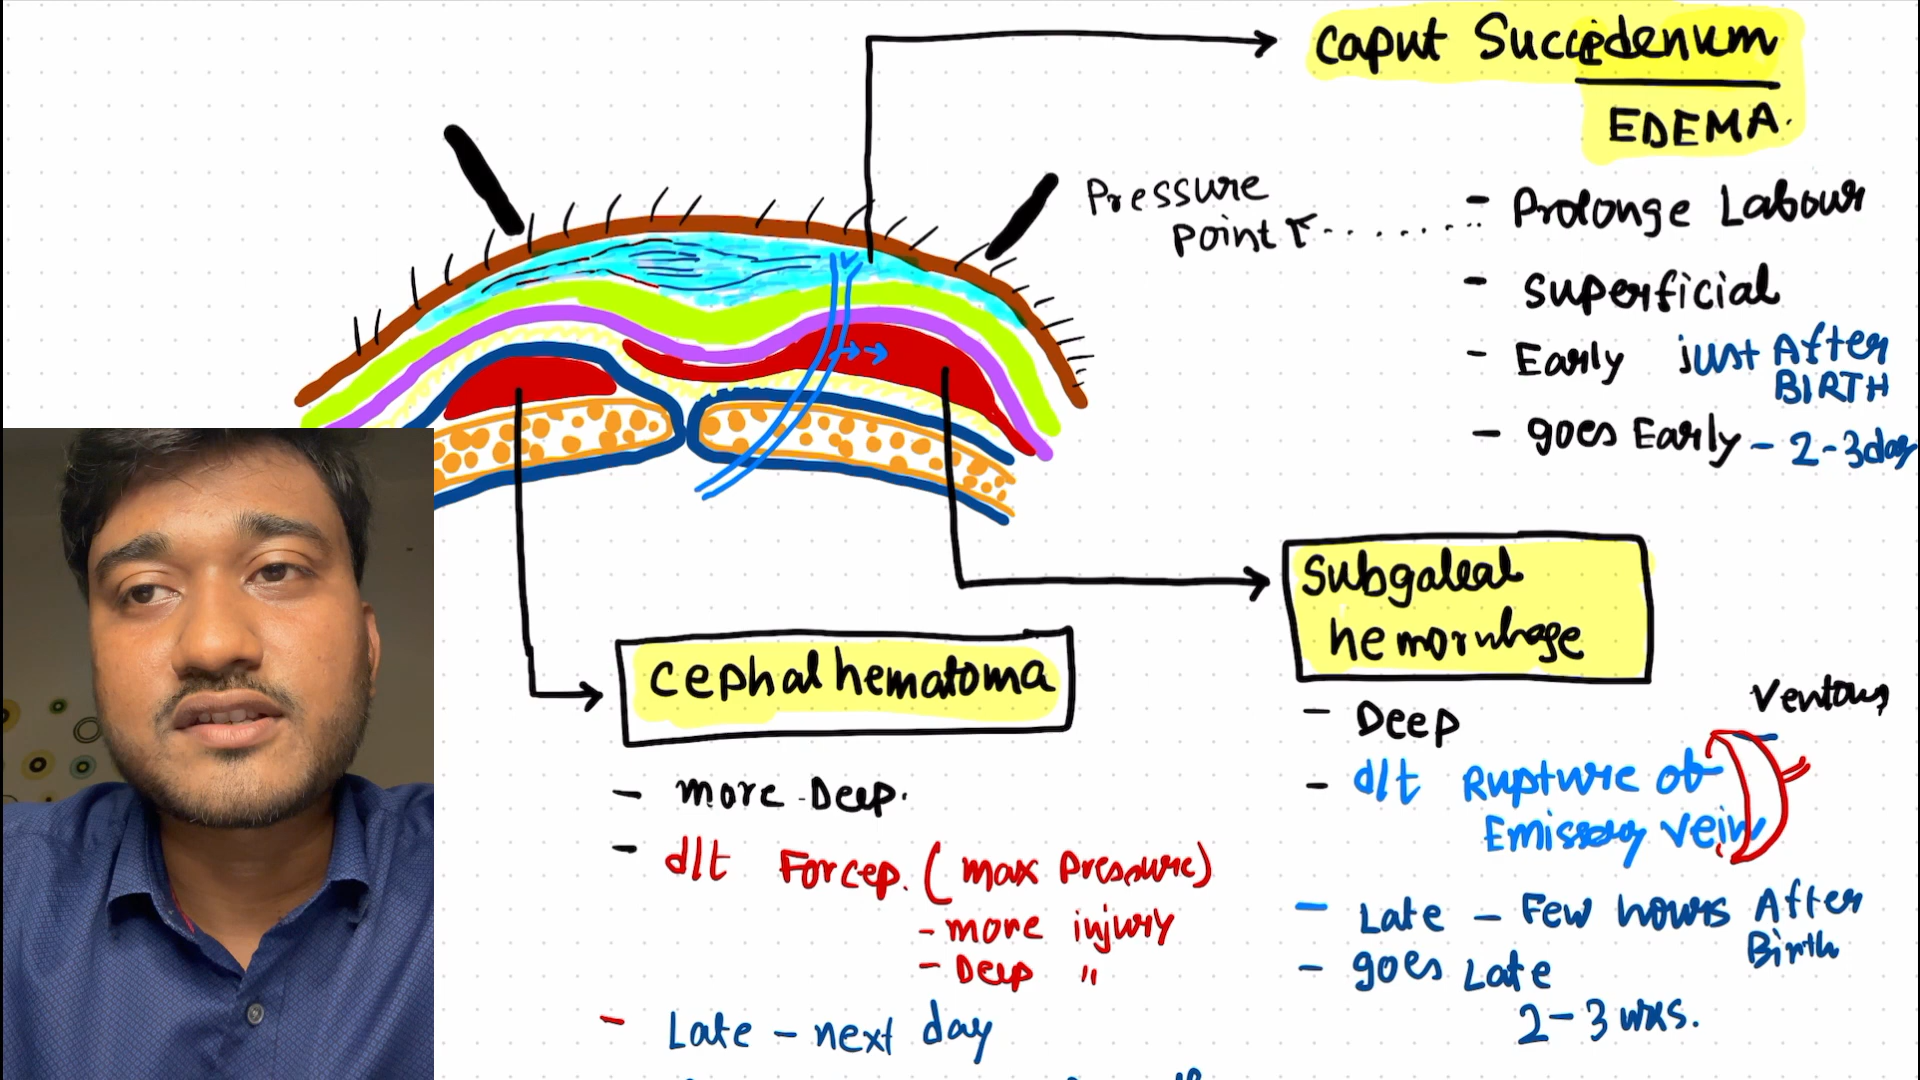 Caput Succedenum
EDEMA.
Pressure
Point
- Prolonge Labour
- Superficial
- Early just After
BIRTH
- goes Early - 2-3 day
Subgaleal
hemorrhage
- Deep
Ventous
- d/t Rupture of
Emissary vein
- Late - Few hours After
Birth
- goes Late
2-3 wks.
Cephalhematoma
- more Deep.
- d/t Forcep. (max Pressure)
- more injury
- Deep "
- Late - next day